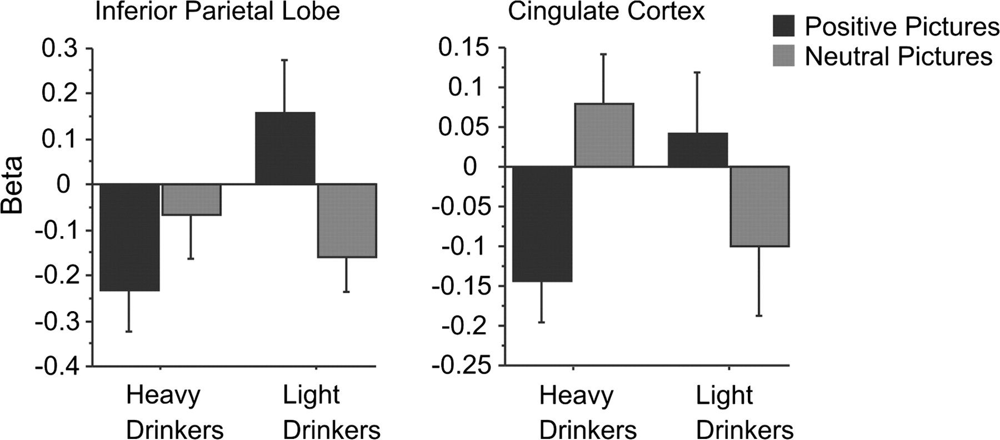 Inferior Parietal Lobe
Cingulate Cortex
Positive Pictures
Neutral Pictures
Beta
0.3
0.2
0.1
0
-0.1
-0.2
-0.3
-0.4
Heavy
Drinkers
Light
Drinkers
0.15
0.1
0.05
0
-0.05
-0.1
-0.15
-0.2
-0.25
Heavy
Drinkers
Light
Drinkers